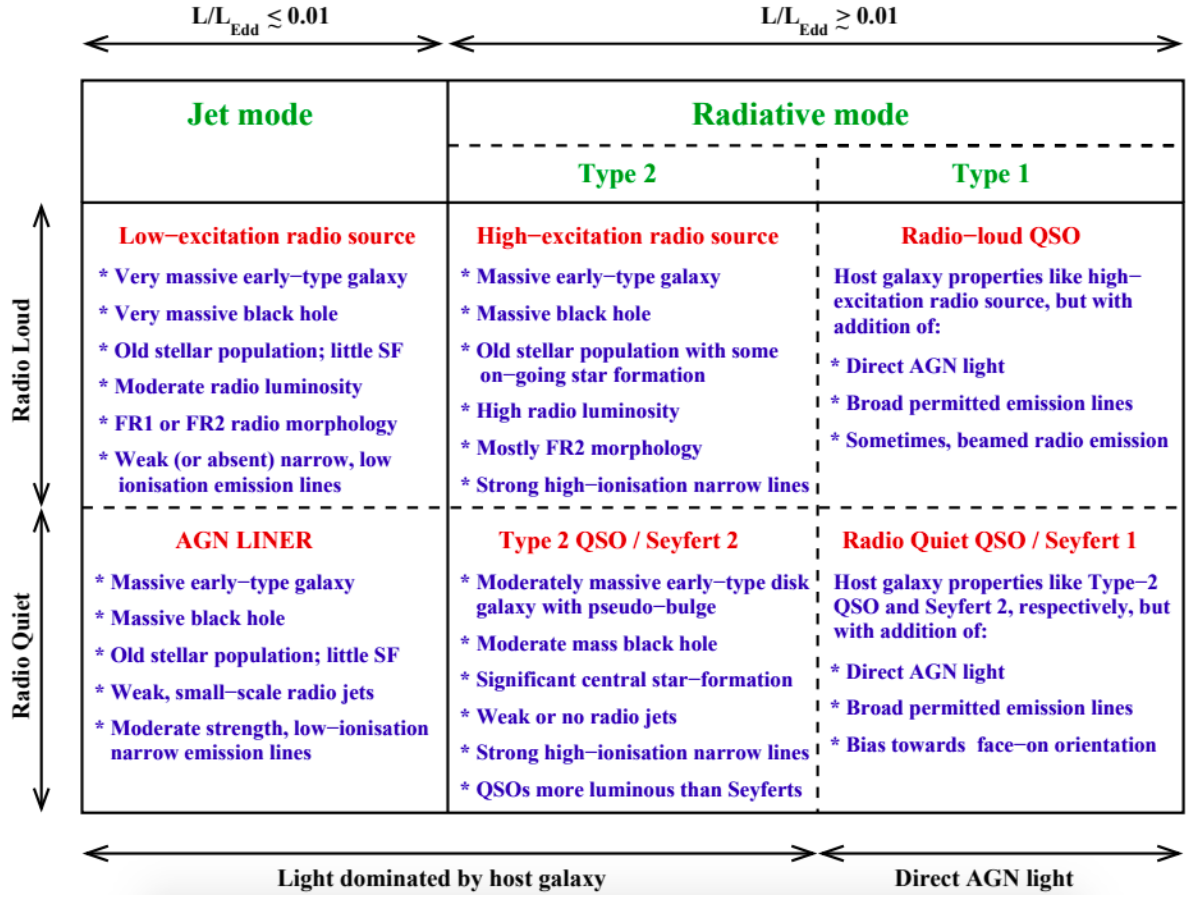 L/L_Edd ≲ 0.01
L/L_Edd ≳ 0.01
Jet mode
Radiative mode
Type 2
Type 1
Radio Loud
Low−excitation radio source
* Very massive early−type galaxy
* Very massive black hole
* Old stellar population; little SF
* Moderate radio luminosity
* FR1 or FR2 radio morphology
* Weak (or absent) narrow, low
ionisation emission lines
High−excitation radio source
* Massive early−type galaxy
* Massive black hole
* Old stellar population with some
on−going star formation
* High radio luminosity
* Mostly FR2 morphology
* Strong high−ionisation narrow lines
Radio−loud QSO
Host galaxy properties like high−
excitation radio source, but with
addition of:
* Direct AGN light
* Broad permitted emission lines
* Sometimes, beamed radio emission
Radio Quiet
AGN LINER
* Massive early−type galaxy
* Massive black hole
* Old stellar population; little SF
* Weak, small−scale radio jets
* Moderate strength, low−ionisation
narrow emission lines
Type 2 QSO / Seyfert 2
* Moderately massive early−type disk
galaxy with pseudo−bulge
* Moderate mass black hole
* Significant central star−formation
* Weak or no radio jets
* Strong high−ionisation narrow lines
* QSOs more luminous than Seyferts
Radio Quiet QSO / Seyfert 1
Host galaxy properties like Type−2
QSO and Seyfert 2, respectively, but
with addition of:
* Direct AGN light
* Broad permitted emission lines
* Bias towards face−on orientation
Light dominated by host galaxy
Direct AGN light